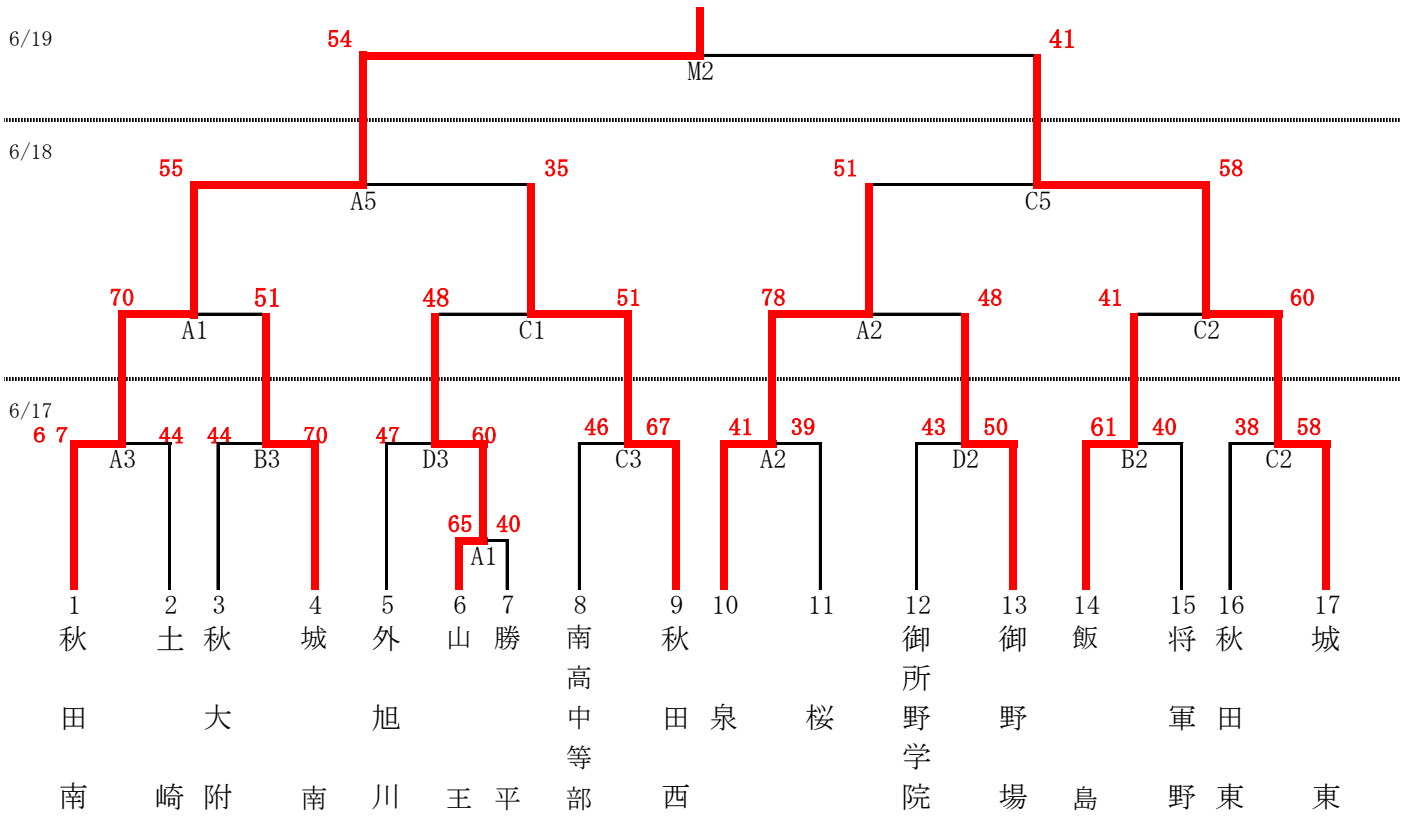 6/19
54 41
M2
6/18
55 35 51 58
A5 C5
70 51 48 51 78 48 41 60
A1 C1 A2 C2
6/17
6 7 44 44 70 47 60 46 67 41 39 43 50 61 40 38 58
A3 B3 D3 C3 A2 D2 B2 C2
65 40
A1
1 2 3 4 5 6 7 8 9 10 11 12 13 14 15 16 17
秋田南
土崎
秋大附
城南
外旭川
山王
勝平
南高中等部
秋田西
泉
桜
御所野学院
御野場
飯島
将軍野
秋田東
城東